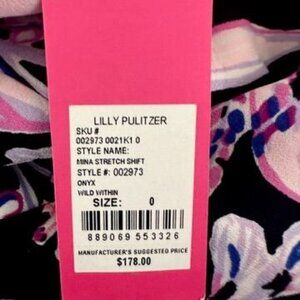 LILLY PULITZER
SKU #
002973 0021K1 0
STYLE NAME:
MINA STRETCH SHIFT
STYLE #: 002973
ONYX
WILD WITHIN
SIZE: 0
889069 553326
MANUFACTURER'S SUGGESTED PRICE
$178.00